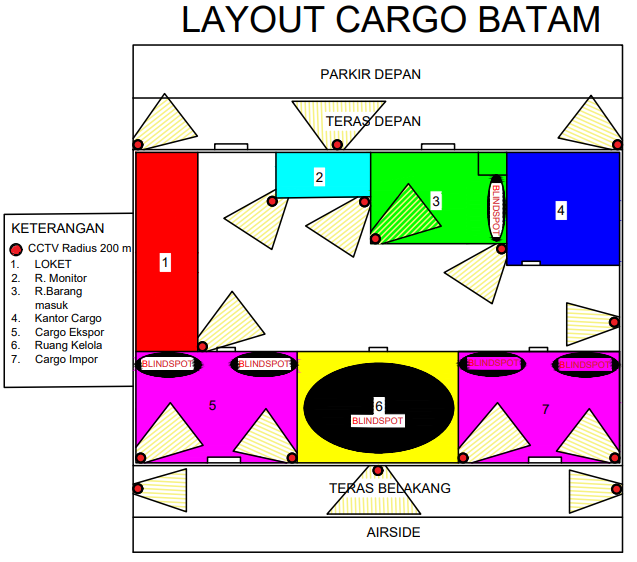 LAYOUT CARGO BATAM
PARKIR DEPAN
TERAS DEPAN
2
3
BLINDSPOT
4
1
KETERANGAN
CCTV Radius 200 m
1. LOKET
2. R. Monitor
3. R.Barang
masuk
4. Kantor Cargo
5. Cargo Ekspor
6. Ruang Kelola
7. Cargo Impor
BLINDSPOT
BLINDSPOT
BLINDSPOT
BLINDSPOT
5
6
BLINDSPOT
7
TERAS BELAKANG
AIRSIDE